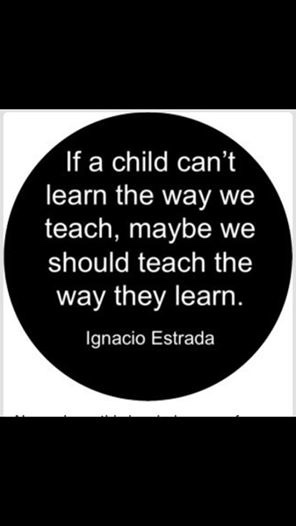 If a child can't
learn the way we
teach, maybe we
should teach the
way they learn.
Ignacio Estrada